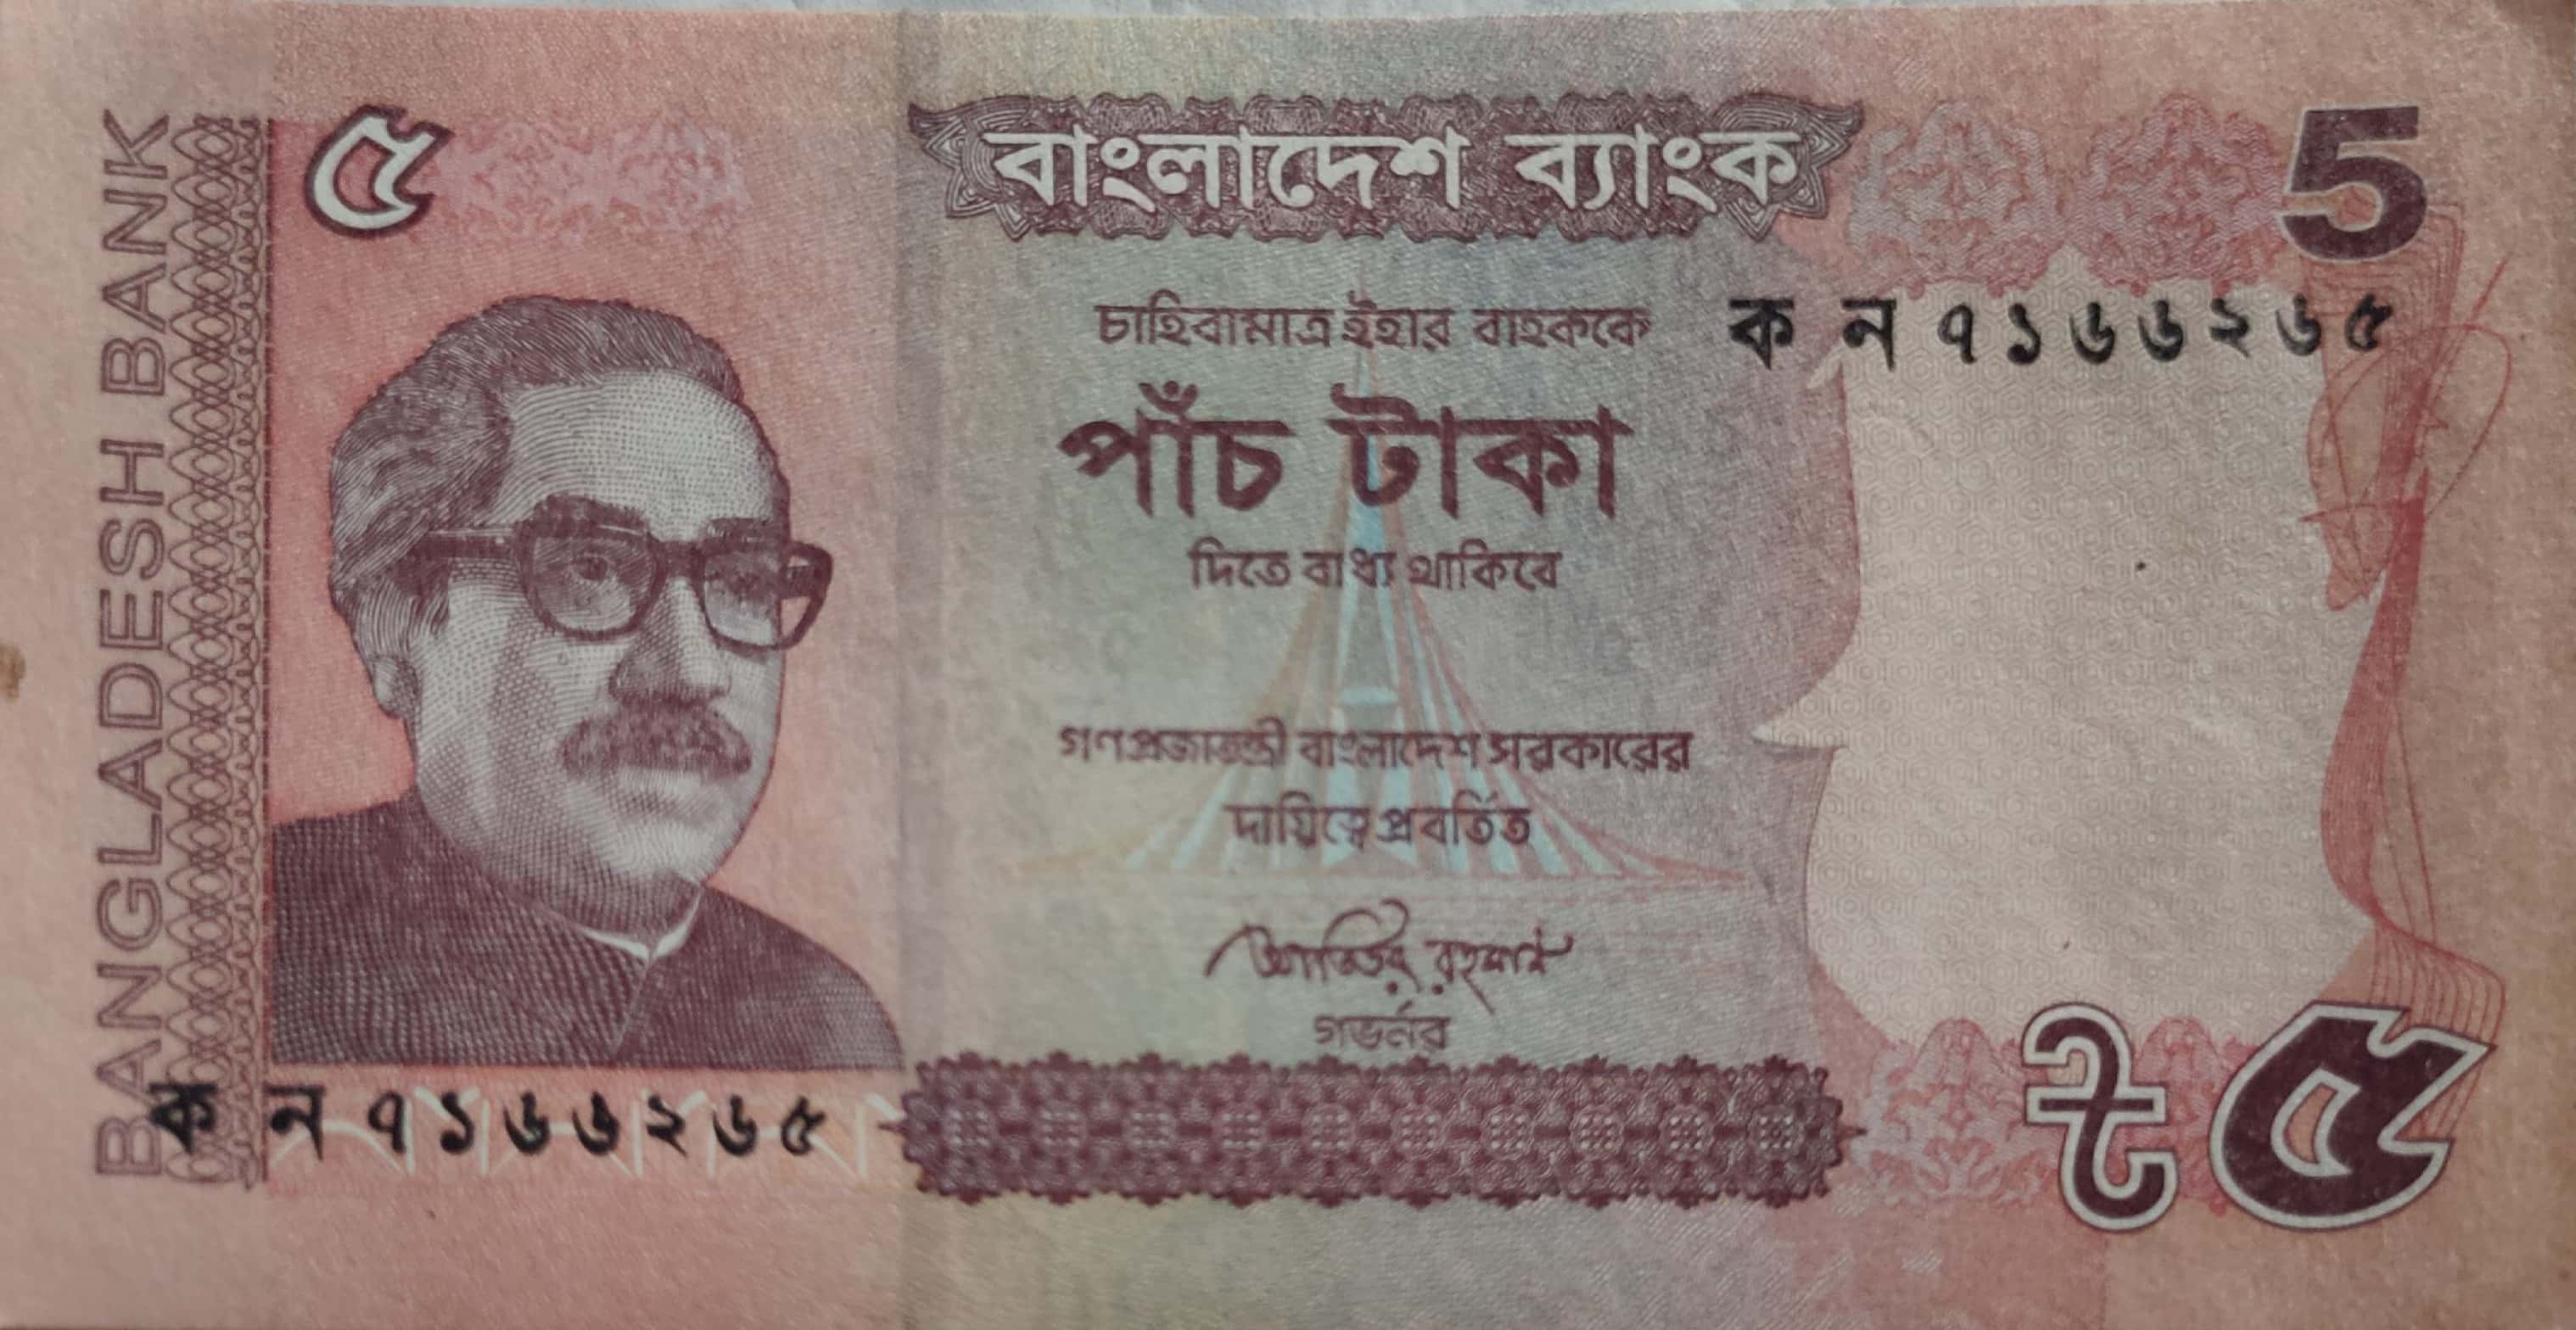 BANGLADESH BANK
৫
বাংলাদেশ ব্যাংক
5
চাহিবামাত্র ইহার বাহককে
ক ন ৭১৬৬২৬৫
পাঁচ টাকা
দিতে বাধ্য থাকিবে
গণপ্রজাতন্ত্রী বাংলাদেশ সরকারের
দায়িত্বে প্রবর্তিত
আতিউর রহমান
গভর্নর
ক ন ৭১৬৬২৬৫
৳ ৫